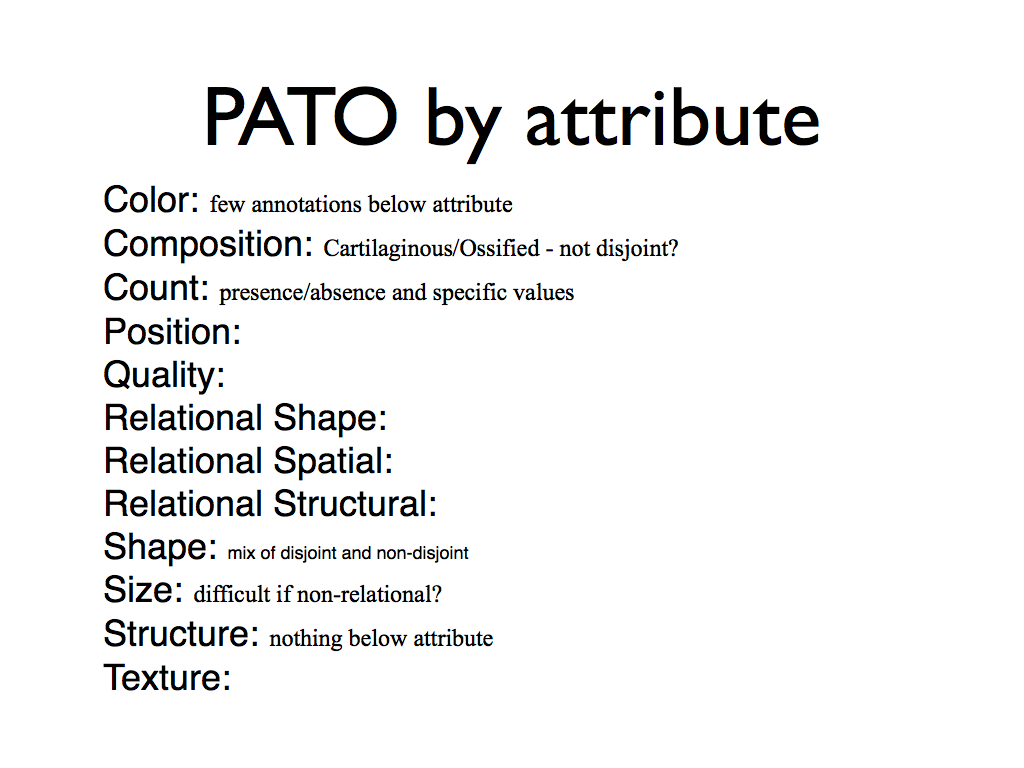 PATO by attribute
Color: few annotations below attribute
Composition: Cartilaginous/Ossified - not disjoint?
Count: presence/absence and specific values
Position:
Quality:
Relational Shape:
Relational Spatial:
Relational Structural:
Shape: mix of disjoint and non-disjoint
Size: difficult if non-relational?
Structure: nothing below attribute
Texture: